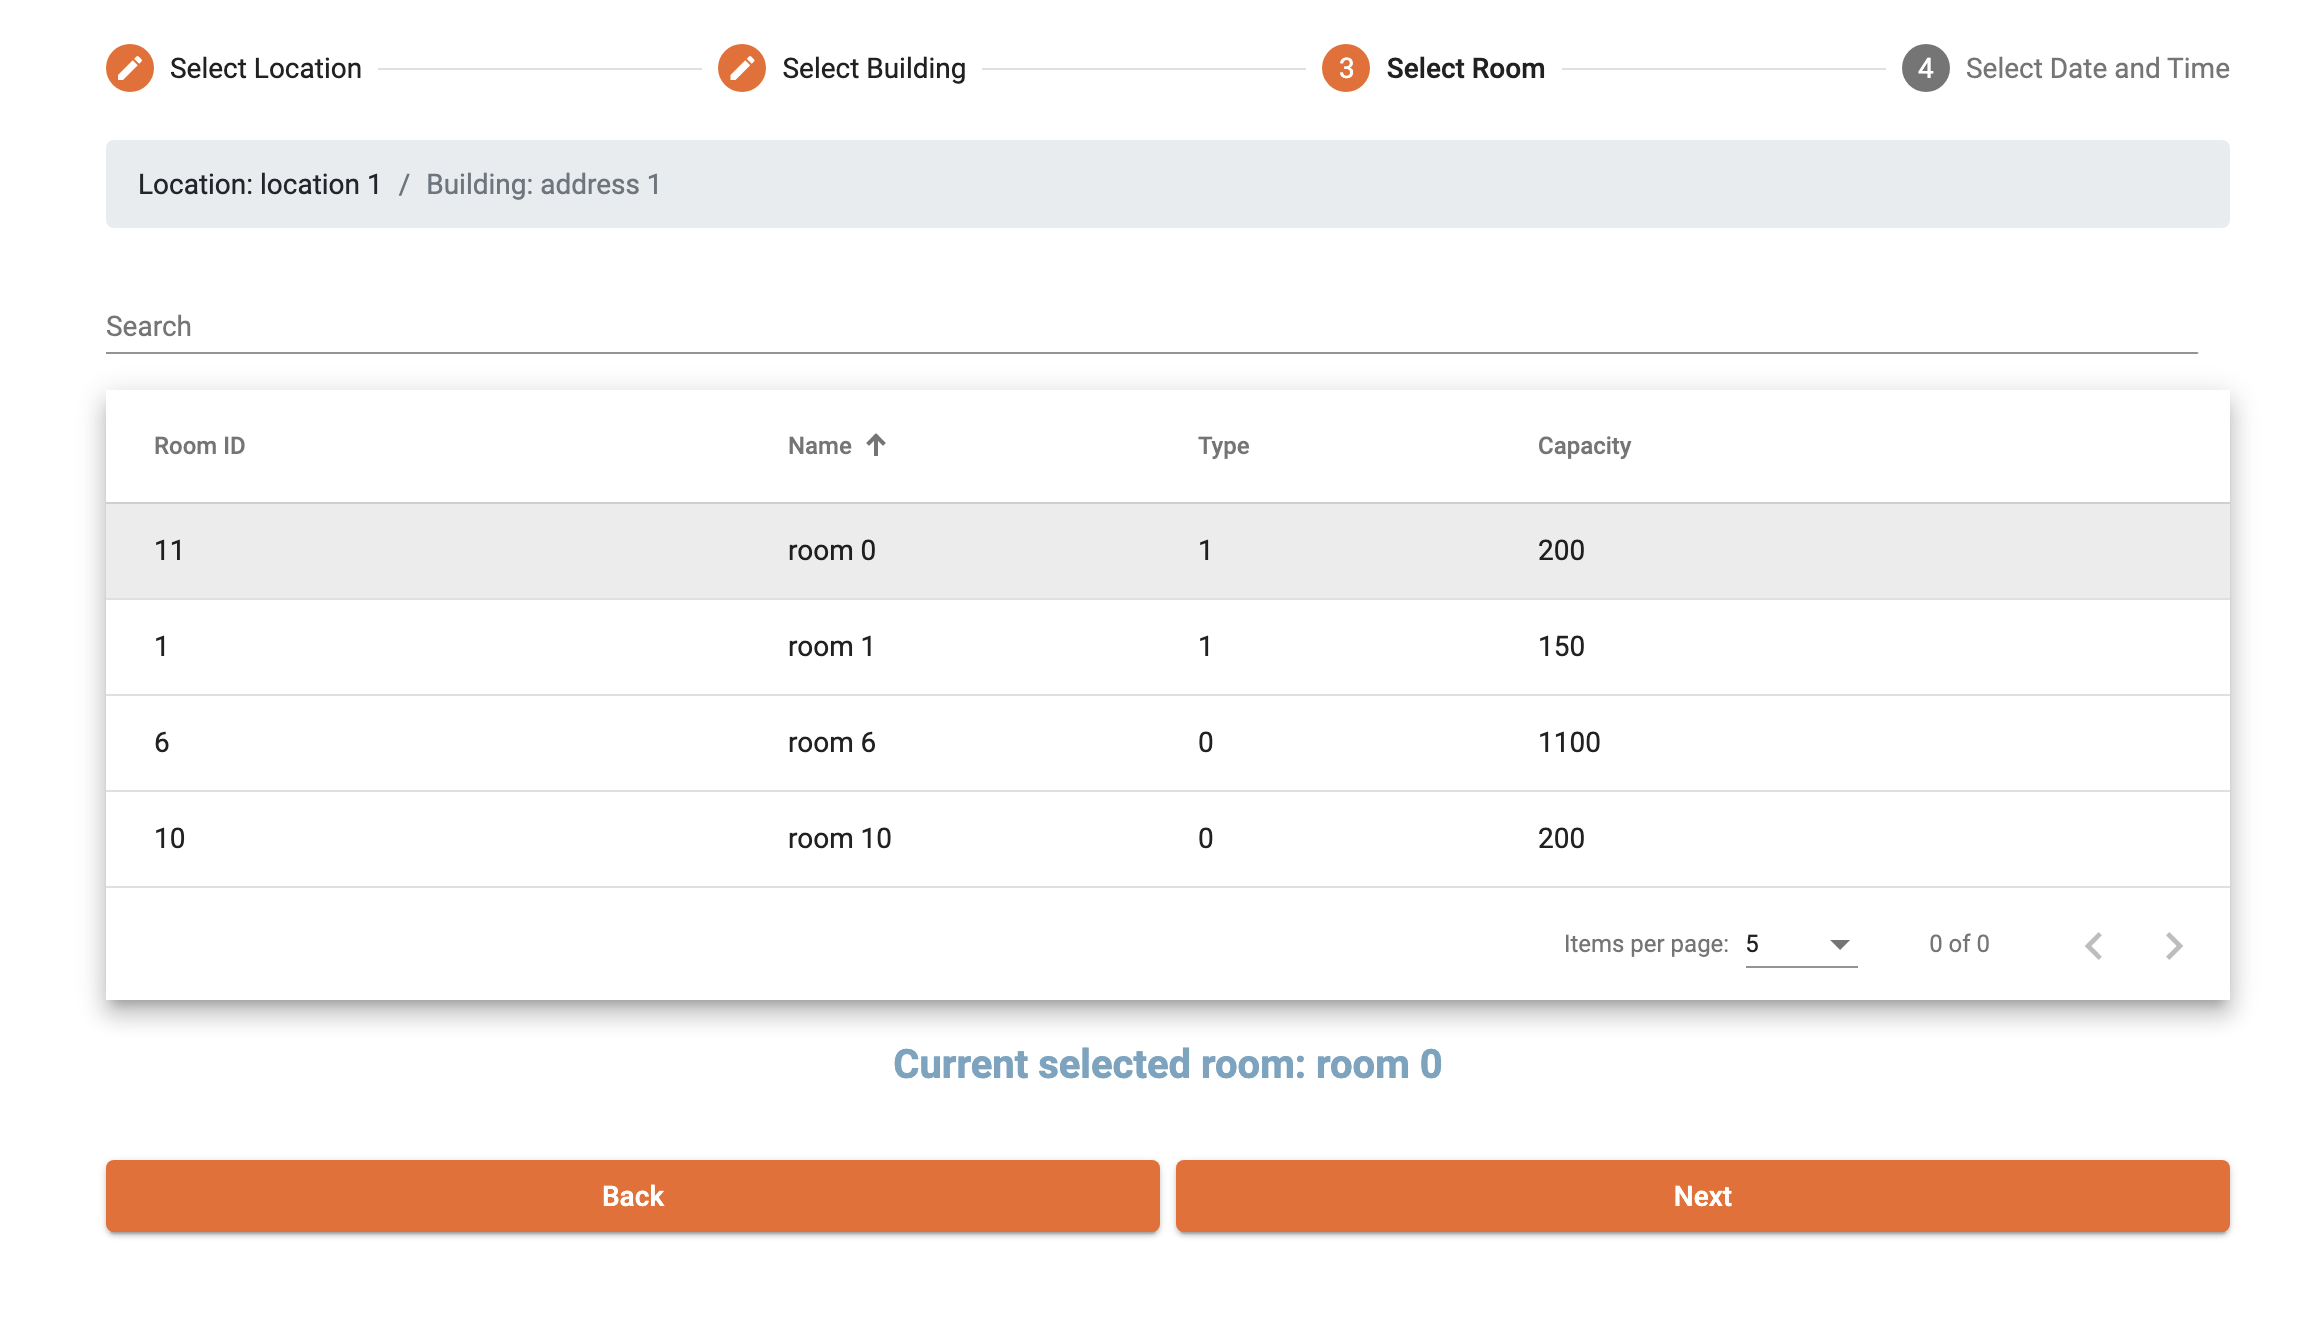 Select Location Select Building 3 Select Room 4 Select Date and Time
Location: location 1 / Building: address 1
Search
Room ID Name Type Capacity
11 room 0 1 200
1 room 1 1 150
6 room 6 0 1100
10 room 10 0 200
Items per page: 5 0 of 0
Current selected room: room 0
Back Next